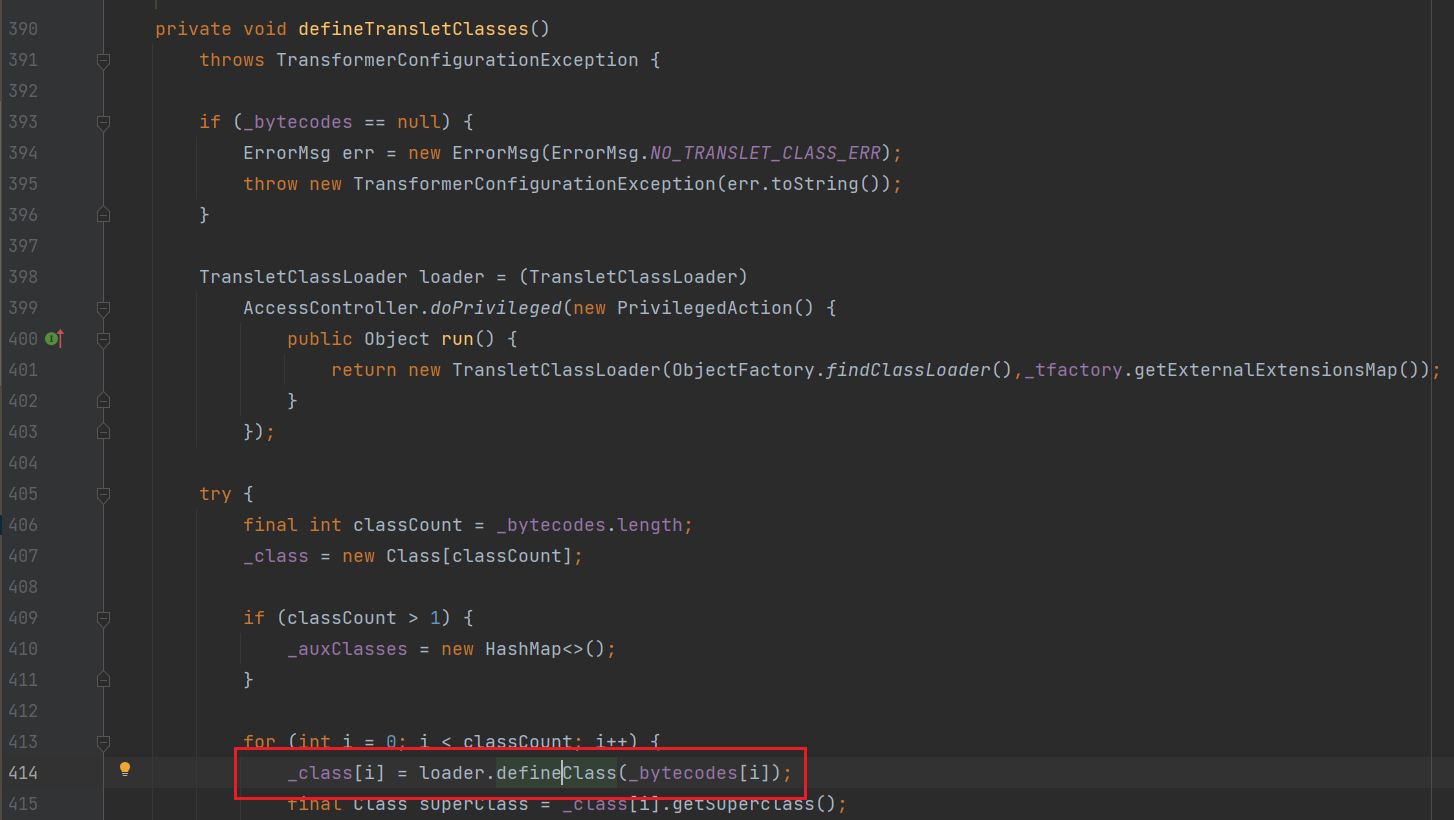 390 private void defineTransletClasses()
391 throws TransformerConfigurationException {
392
393 if (_bytecodes == null) {
394 ErrorMsg err = new ErrorMsg(ErrorMsg.NO_TRANSLET_CLASS_ERR);
395 throw new TransformerConfigurationException(err.toString());
396 }
397
398 TransletClassLoader loader = (TransletClassLoader)
399 AccessController.doPrivileged(new PrivilegedAction() {
400 public Object run() {
401 return new TransletClassLoader(ObjectFactory.findClassLoader(),_tfactory.getExternalExtensionsMap());
402 }
403 });
404
405 try {
406 final int classCount = _bytecodes.length;
407 _class = new Class[classCount];
408
409 if (classCount > 1) {
410 _auxClasses = new HashMap<>();
411 }
412
413 for (int i = 0; i < classCount; i++) {
414 _class[i] = loader.defineClass(_bytecodes[i]);
415 final Class superClass = _class[i].getSuperclass();